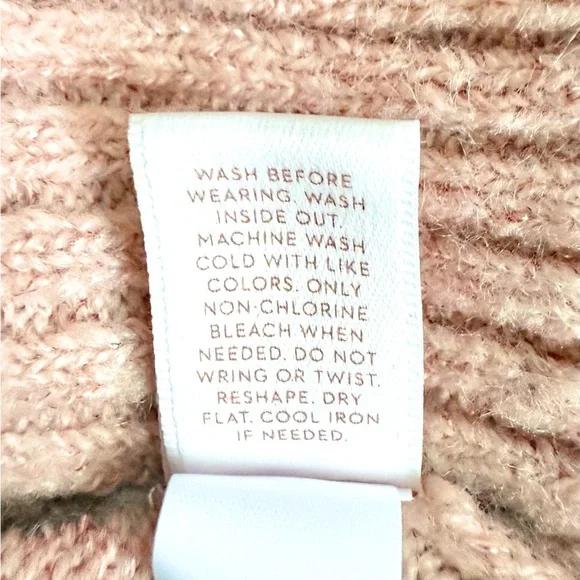 WASH BEFORE
WEARING. WASH
INSIDE OUT.
MACHINE WASH
COLD WITH LIKE
COLORS. ONLY
NON-CHLORINE
BLEACH WHEN
NEEDED. DO NOT
WRING OR TWIST.
RESHAPE. DRY
FLAT. COOL IRON
IF NEEDED.